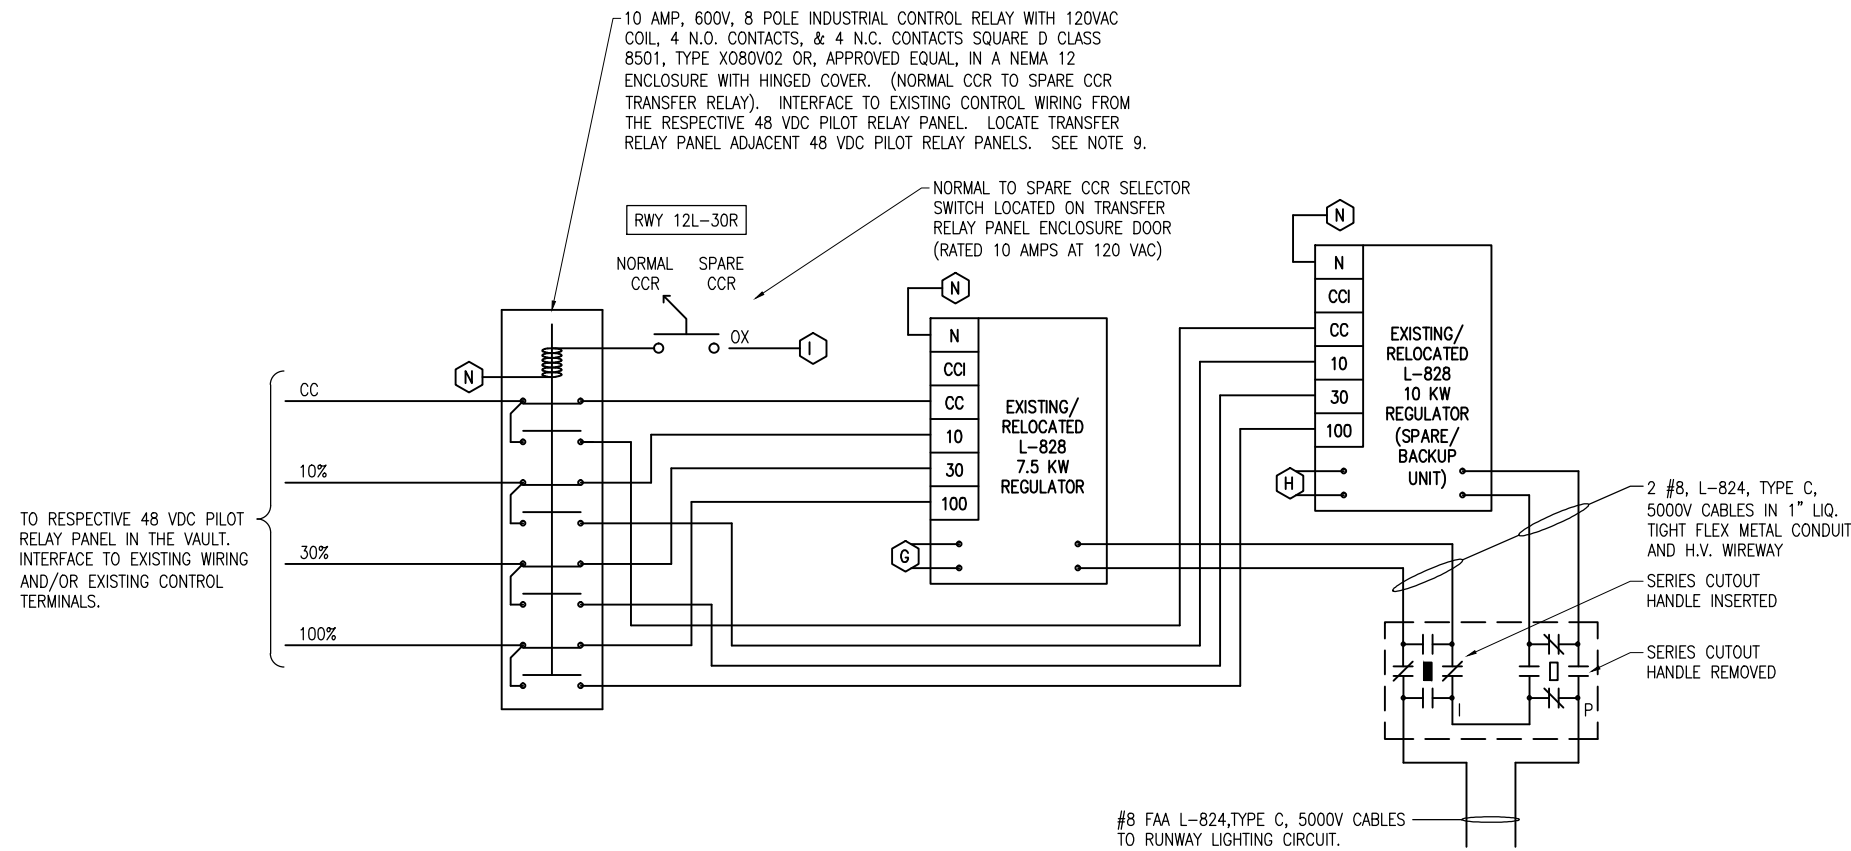 10 AMP, 600V, 8 POLE INDUSTRIAL CONTROL RELAY WITH 120VAC
COIL, 4 N.O. CONTACTS, & 4 N.C. CONTACTS SQUARE D CLASS
8501, TYPE XO80V02 OR, APPROVED EQUAL, IN A NEMA 12
ENCLOSURE WITH HINGED COVER. (NORMAL CCR TO SPARE CCR
TRANSFER RELAY). INTERFACE TO EXISTING CONTROL WIRING FROM
THE RESPECTIVE 48 VDC PILOT RELAY PANEL. LOCATE TRANSFER
RELAY PANEL ADJACENT 48 VDC PILOT RELAY PANELS. SEE NOTE 9.
NORMAL TO SPARE CCR SELECTOR
SWITCH LOCATED ON TRANSFER
RELAY PANEL ENCLOSURE DOOR
(RATED 10 AMPS AT 120 VAC)
RWY 12L-30R
NORMAL
CCR
SPARE
CCR
OX
I
N
CC
10%
30%
100%
TO RESPECTIVE 48 VDC PILOT
RELAY PANEL IN THE VAULT.
INTERFACE TO EXISTING WIRING
AND/OR EXISTING CONTROL
TERMINALS.
N
N
CCI
CC
10
30
100
EXISTING/
RELOCATED
L-828
7.5 KW
REGULATOR
G
N
N
CCI
CC
10
30
100
EXISTING/
RELOCATED
L-828
10 KW
REGULATOR
(SPARE/
BACKUP
UNIT)
H
2 #8, L-824, TYPE C,
5000V CABLES IN 1" LIQ.
TIGHT FLEX METAL CONDUIT
AND H.V. WIREWAY
SERIES CUTOUT
HANDLE INSERTED
SERIES CUTOUT
HANDLE REMOVED
I
P
#8 FAA L-824,TYPE C, 5000V CABLES
TO RUNWAY LIGHTING CIRCUIT.